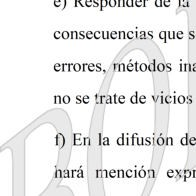 e) Responder de la
consecuencias que s
errores, métodos ina
no se trate de vicios
f) En la difusión de
hará mención expr